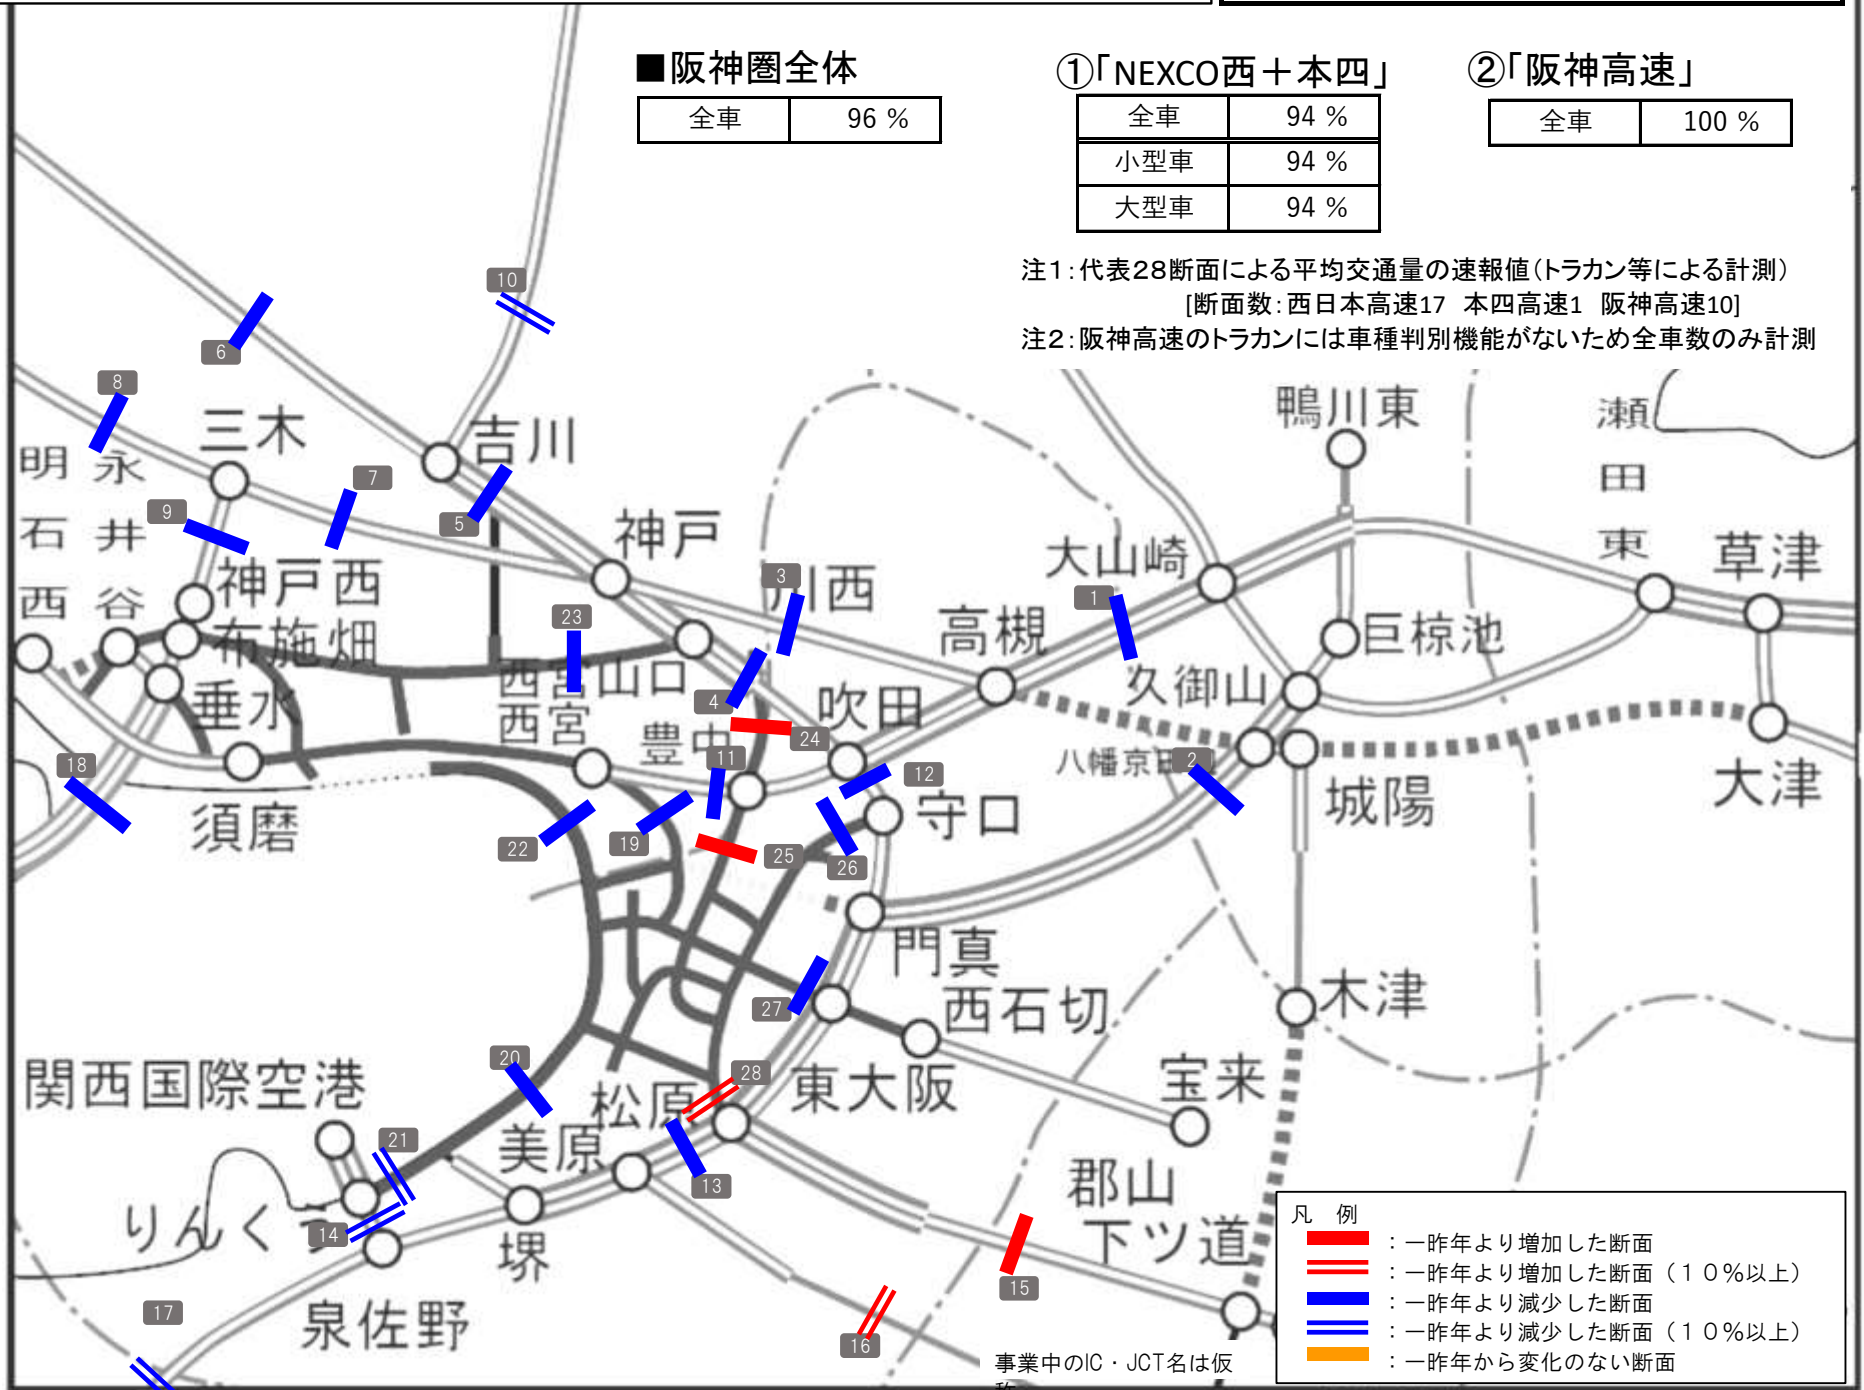 ■阪神圏全体
全車 96 %
①「NEXCO西＋本四」
全車 94 %
小型車 94 %
大型車 94 %
②「阪神高速」
全車 100 %
注1：代表28断面による平均交通量の速報値（トラカン等による計測）
[断面数：西日本高速17 本四高速1 阪神高速10]
注2：阪神高速のトラカンには車種判別機能がないため全車数のみ計測
10
6
8
鴨川東
瀬田東
三木
吉川
明石西
永井谷
7
9
5
神戸
大山崎
草津
3
川西
1
神戸西
23
高槻
巨椋池
布施畑
西宮山口
久御山
垂水
4
吹田
西宮
豊中
24
11
18
12
八幡京田
2
大津
須磨
22
19
25
26
守口
城陽
門真
27
西石切
木津
関西国際空港
20
松原
28
東大阪
宝来
21
美原
13
郡山
りんくう
14
堺
下ツ道
15
17
泉佐野
16
事業中のIC・JCT名は仮
称
凡 例
：一昨年より増加した断面
：一昨年より増加した断面（１０％以上）
：一昨年より減少した断面
：一昨年より減少した断面（１０％以上）
：一昨年から変化のない断面